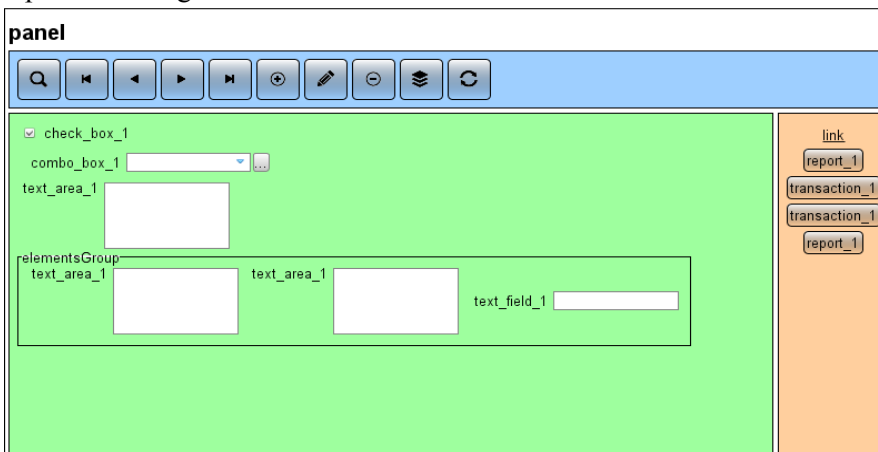 panel
check_box_1
combo_box_1 ...
text_area_1
elementsGroup
text_area_1 text_area_1
text_field_1
link
report_1
transaction_1
transaction_1
report_1